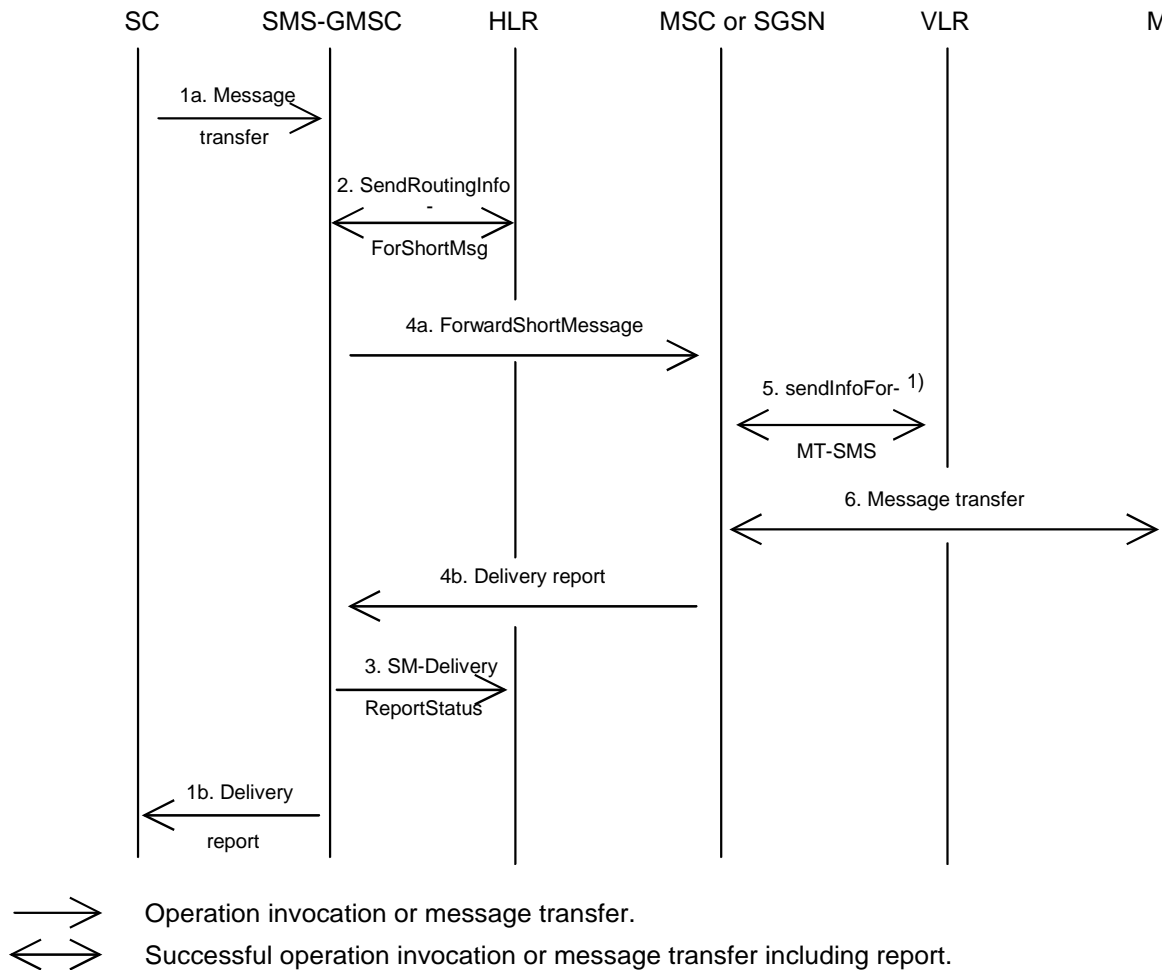 SC SMS-GMSC HLR MSC or SGSN VLR M
1a. Message
transfer
2. SendRoutingInfo
-
ForShortMsg
4a. ForwardShortMessage
5. sendInfoFor- 1)
MT-SMS
6. Message transfer
4b. Delivery report
3. SM-Delivery
ReportStatus
1b. Delivery
report
Operation invocation or message transfer.
Successful operation invocation or message transfer including report.